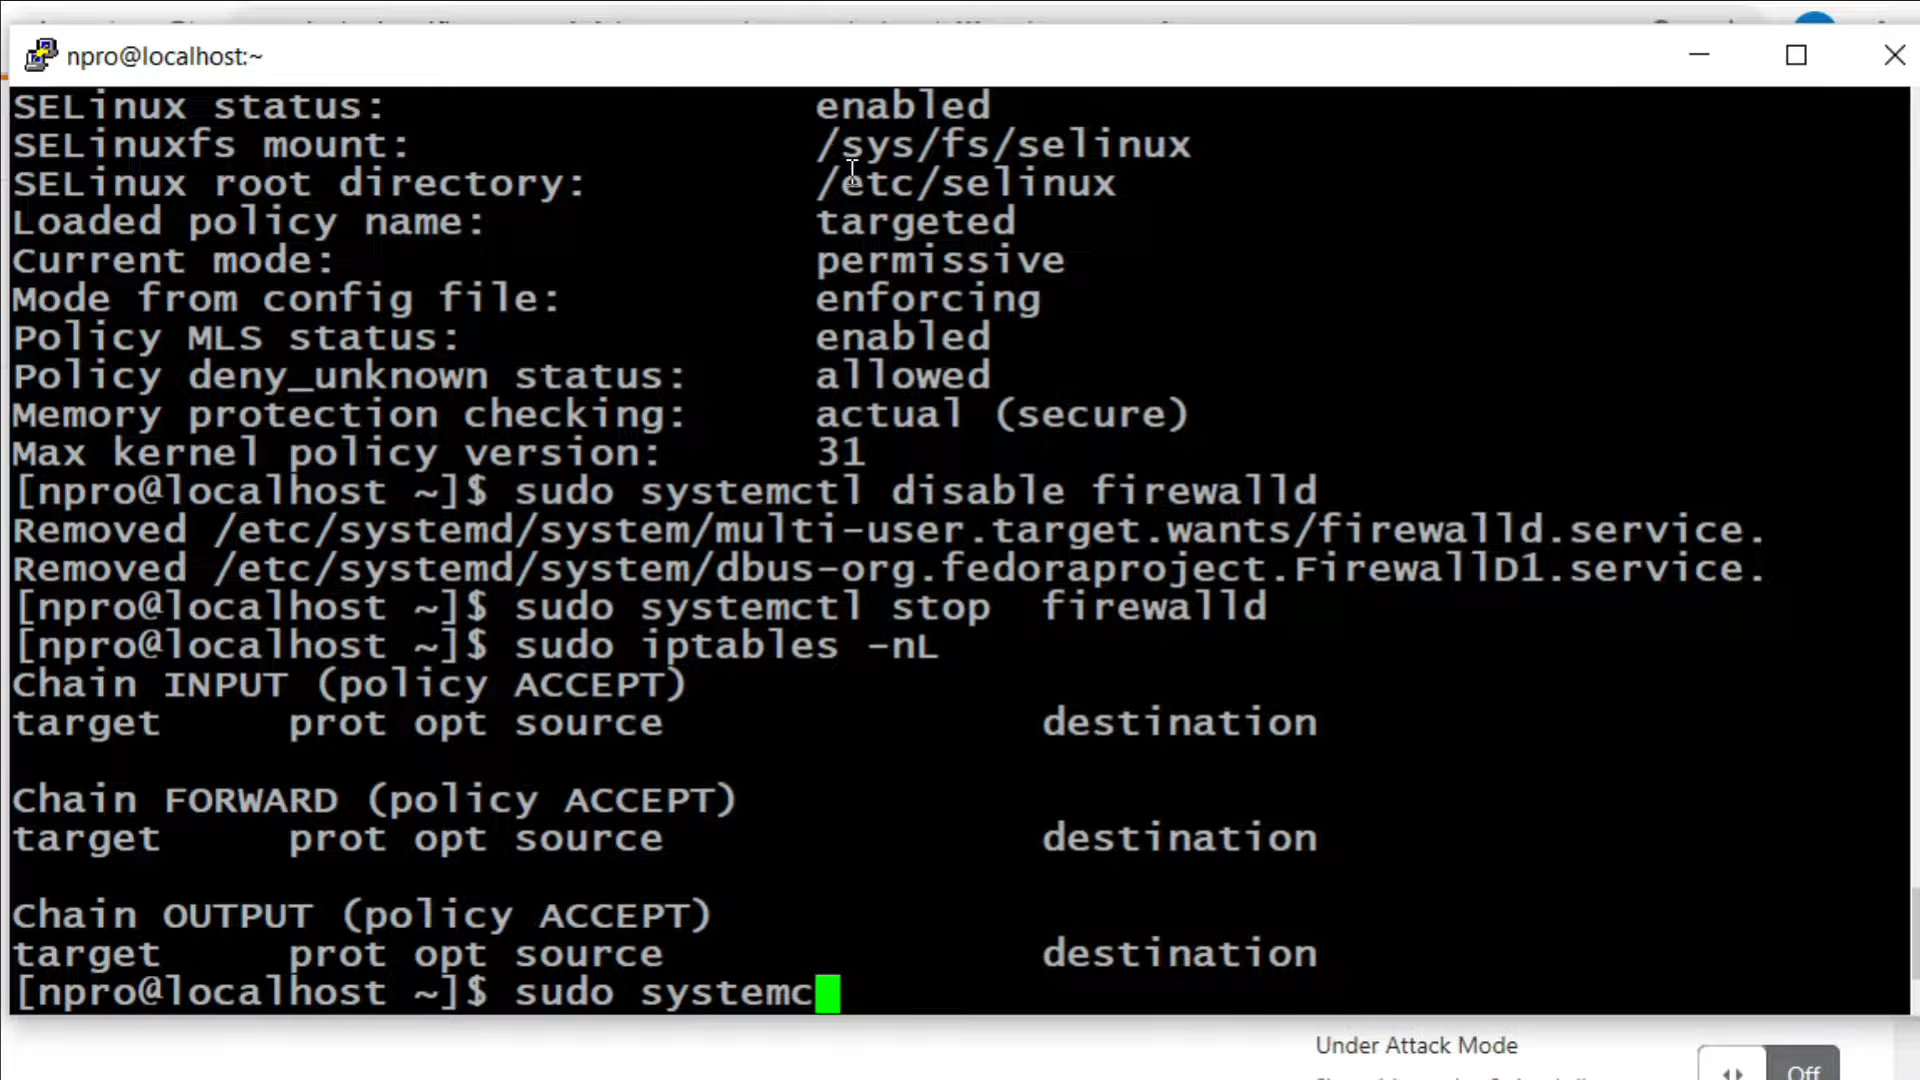 npro@localhost:~
SELinux status: enabled
SELinuxfs mount: /sys/fs/selinux
SELinux root directory: /etc/selinux
Loaded policy name: targeted
Current mode: permissive
Mode from config file: enforcing
Policy MLS status: enabled
Policy deny_unknown status: allowed
Memory protection checking: actual (secure)
Max kernel policy version: 31
[npro@localhost ~]$ sudo systemctl disable firewalld
Removed /etc/systemd/system/multi-user.target.wants/firewalld.service.
Removed /etc/systemd/system/dbus-org.fedoraproject.FirewallD1.service.
[npro@localhost ~]$ sudo systemctl stop  firewalld
[npro@localhost ~]$ sudo iptables -nL
Chain INPUT (policy ACCEPT)
target prot opt source destination
Chain FORWARD (policy ACCEPT)
target prot opt source destination
Chain OUTPUT (policy ACCEPT)
target prot opt source destination
[npro@localhost ~]$ sudo systemc
Under Attack Mode
Off